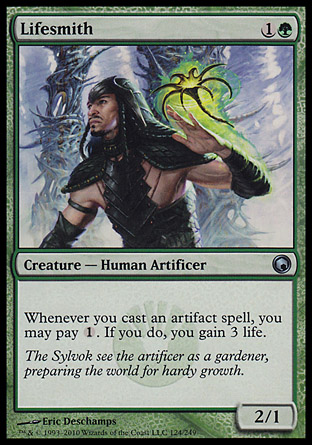 Lifesmith 1
Creature — Human Artificer
Whenever you cast an artifact spell, you
may pay 1. If you do, you gain 3 life.
The Sylvok see the artificer as a gardener,
preparing the world for hardy growth.
Eric Deschamps
™ & © 1993–2010 Wizards of the Coast LLC 124/249
2/1